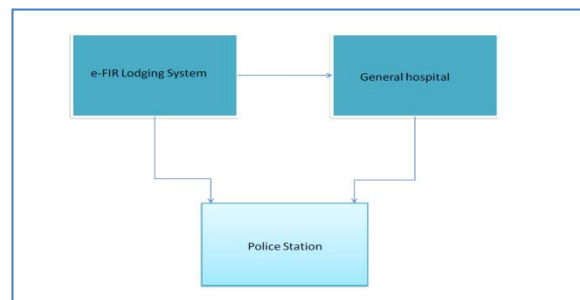 e-FIR Lodging System
General hospital
Police Station